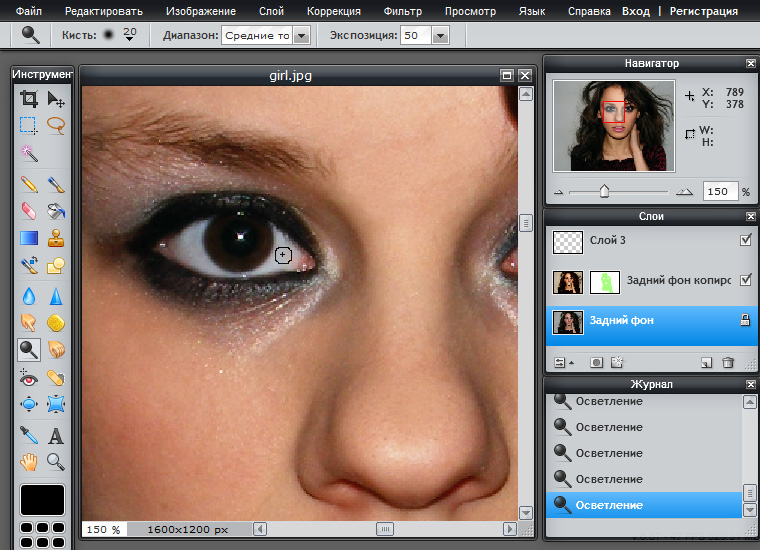 Файл Редактировать Изображение Слой Коррекция Фильтр Просмотр Язык Справка Вход | Регистрация
Кисть: 20 Диапазон: Средние то Экспозиция: 50
Инструмент
girl.jpg
Навигатор
X: 789
Y: 378
W:
H:
150 %
Слои
Слой 3
Задний фон копирс
Задний фон
Журнал
Осветление
Осветление
Осветление
Осветление
Осветление
150 % 1600x1200 px